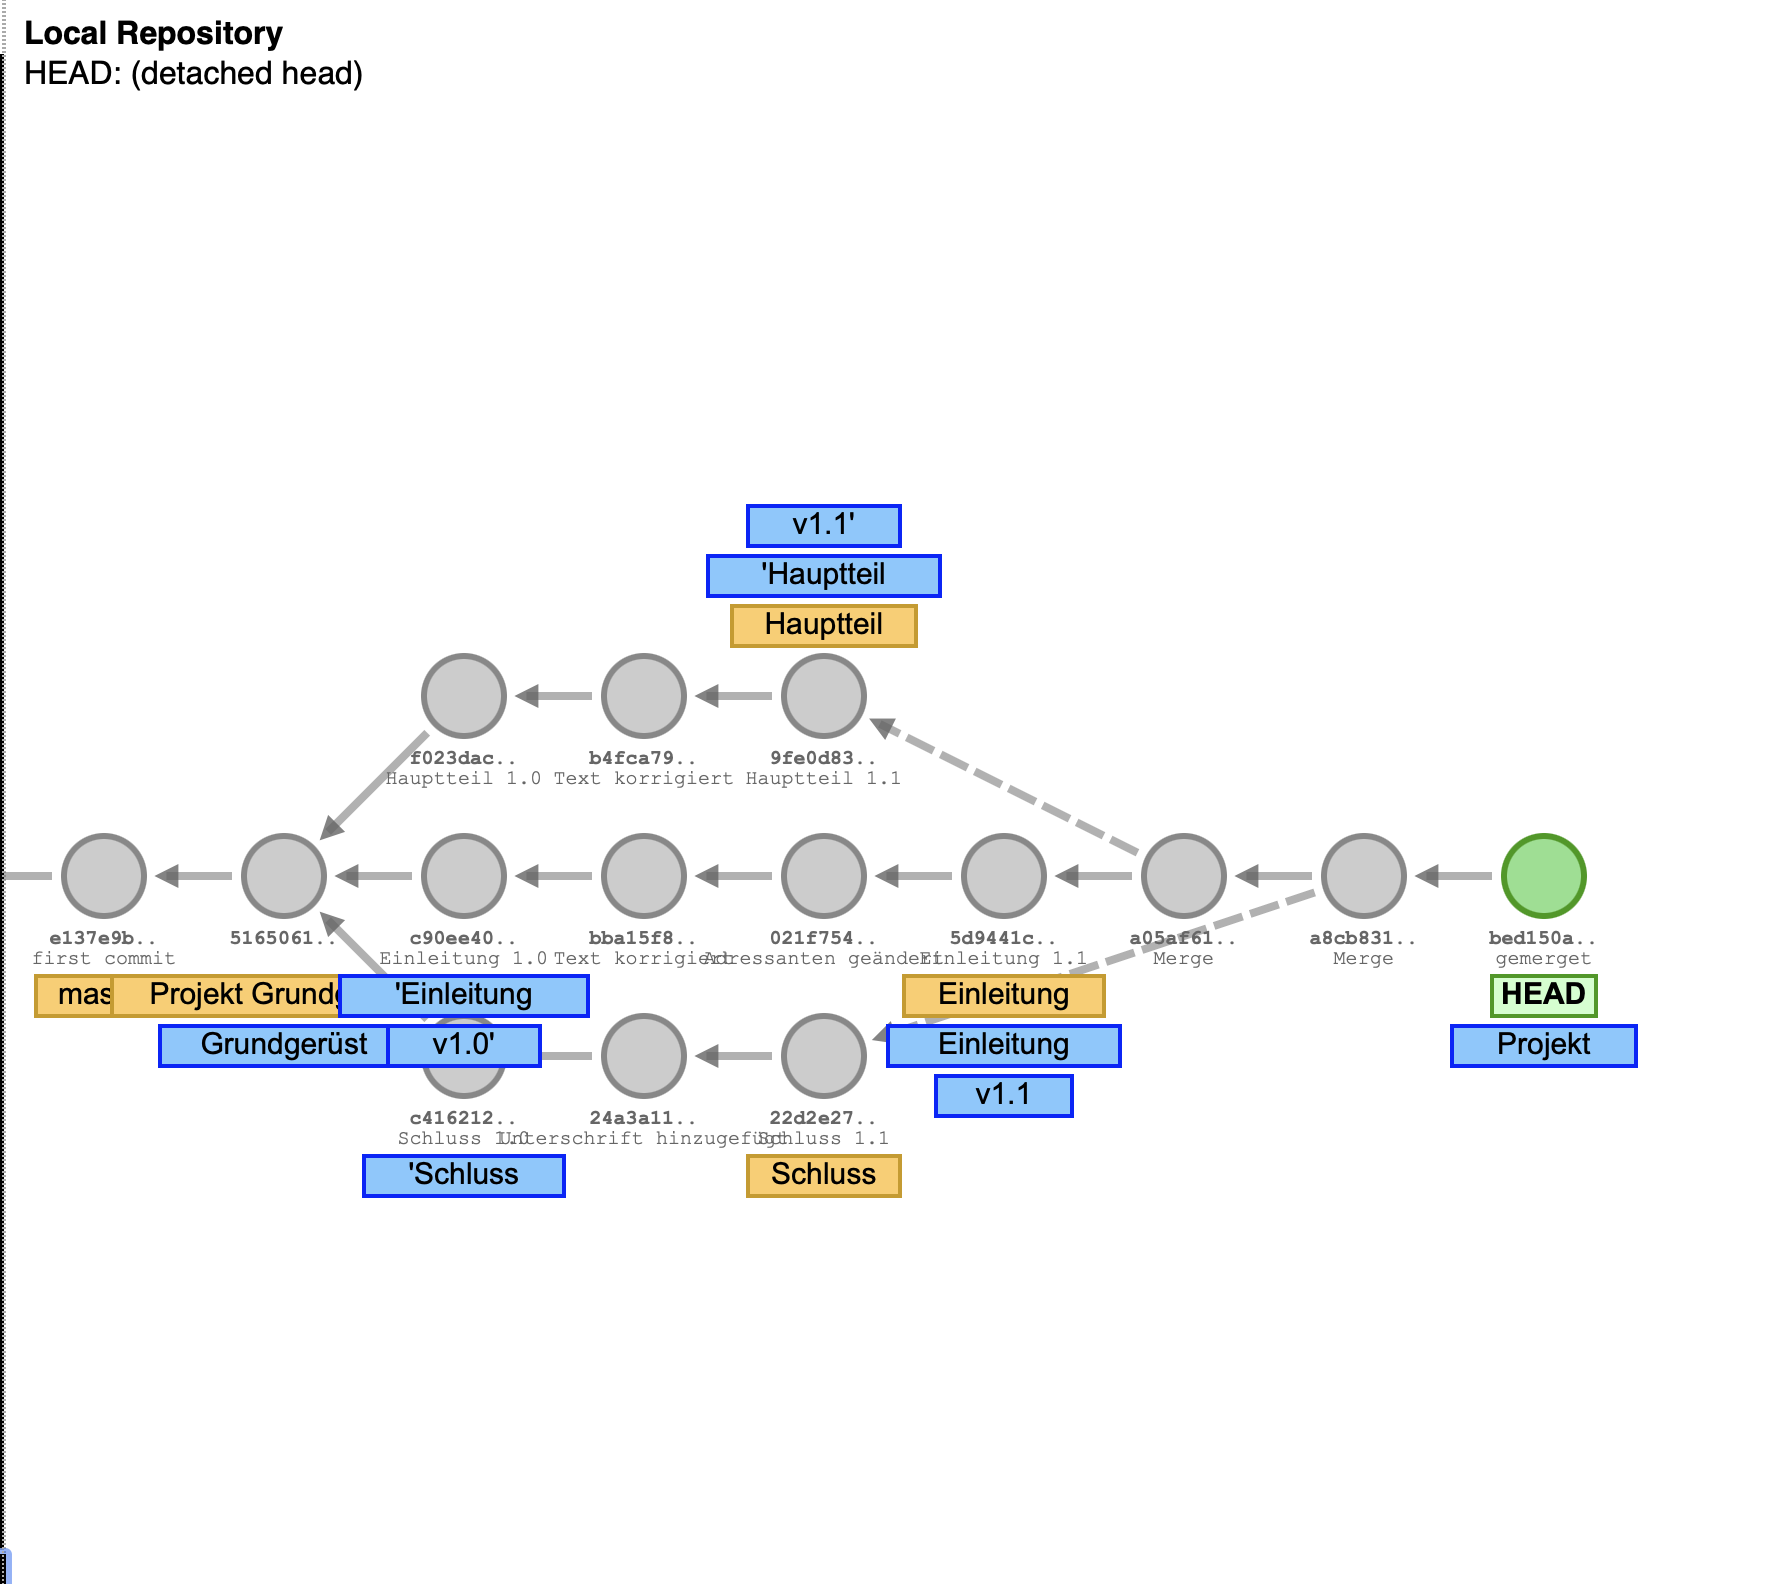 Local Repository
HEAD: (detached head)
v1.1'
'Hauptteil
Hauptteil
f023dac.. b4fca79.. 9fe0d83..
Hauptteil 1.0 Text korrigiert Hauptteil 1.1
e137e9b.. 5165061.. c90ee40.. bba15f8.. 021f754.. 5d9441c.. a05af61.. a8cb831.. bed150a..
first commit Einleitung 1.0 Text korrigiert Adressanten geändert Einleitung 1.1 Merge Merge gemerget
mas Projekt Grund 'Einleitung Einleitung HEAD
Grundgerüst v1.0' Einleitung Projekt
v1.1
c416212.. 24a3a11.. 22d2e27..
Schluss 1.0 Unterschrift hinzugefügt Schluss 1.1
'Schluss Schluss